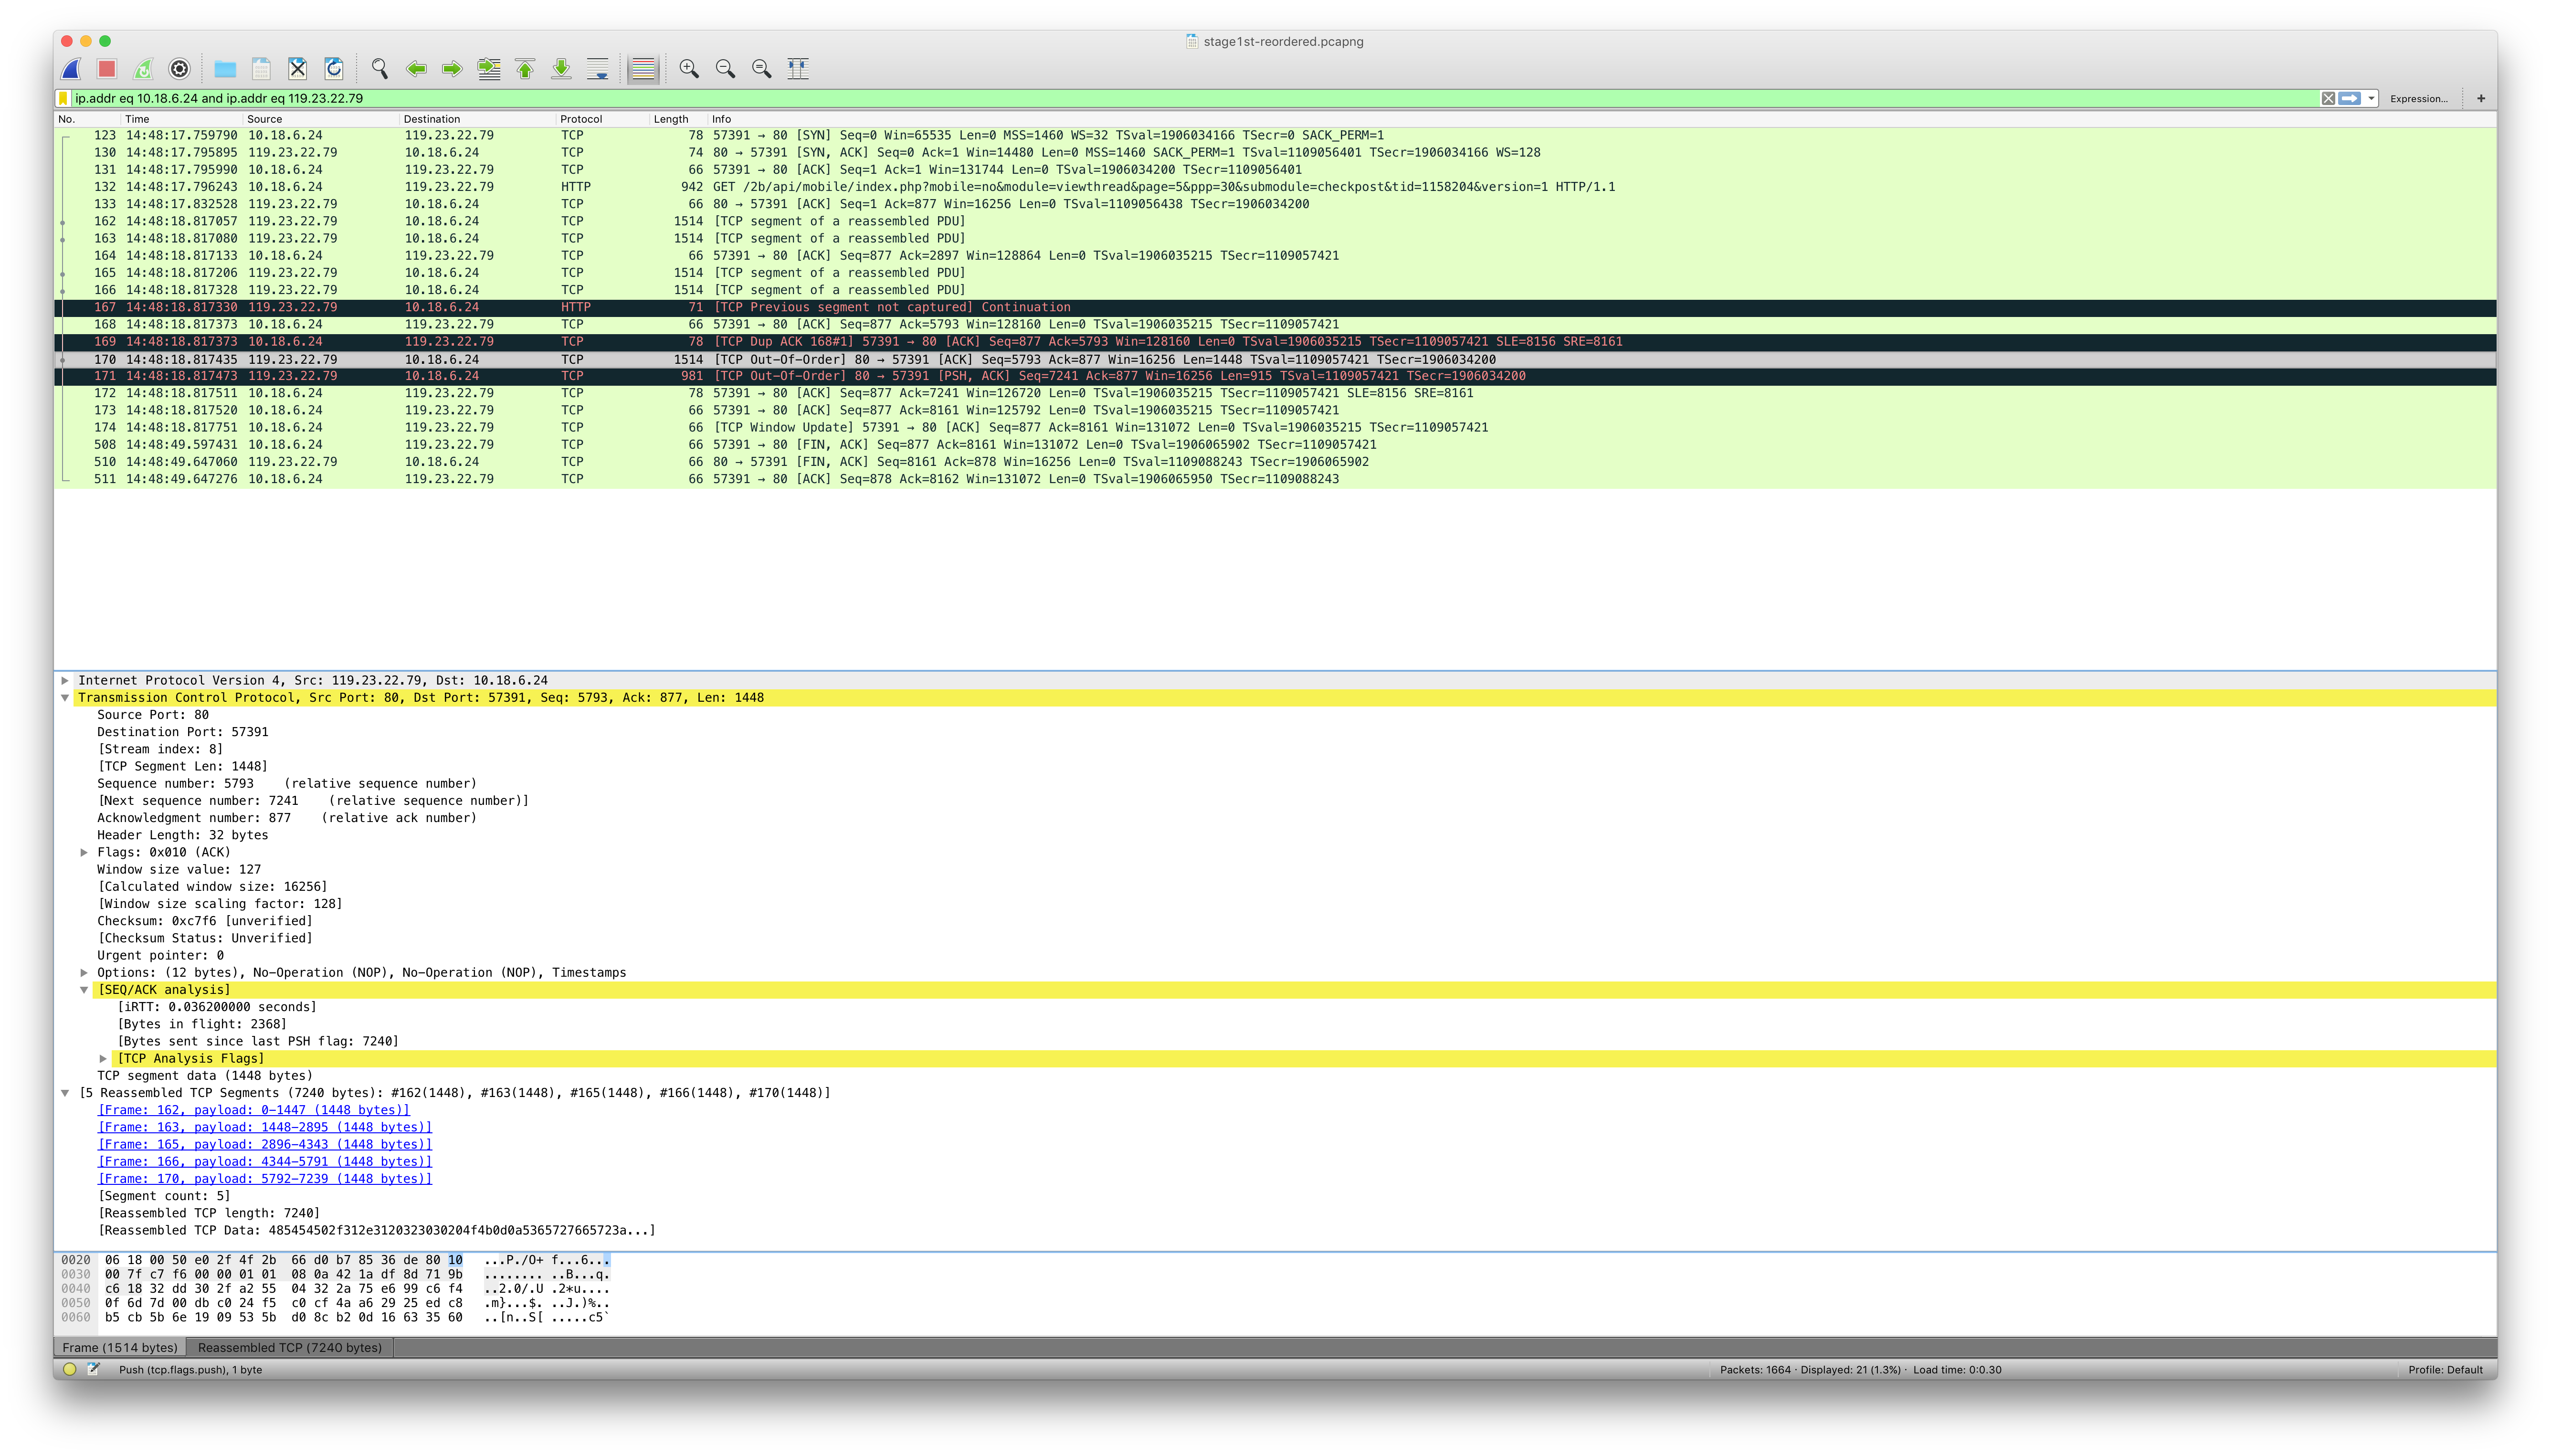 stage1st-reordered.pcapng
ip.addr eq 10.18.6.24 and ip.addr eq 119.23.22.79 Expression... +
No. Time Source Destination Protocol Length Info
123 14:48:17.759790 10.18.6.24 119.23.22.79 TCP 78 57391 → 80 [SYN] Seq=0 Win=65535 Len=0 MSS=1460 WS=32 TSval=1906034166 TSecr=0 SACK_PERM=1
130 14:48:17.795895 119.23.22.79 10.18.6.24 TCP 74 80 → 57391 [SYN, ACK] Seq=0 Ack=1 Win=14480 Len=0 MSS=1460 SACK_PERM=1 TSval=1109056401 TSecr=1906034166 WS=128
131 14:48:17.795990 10.18.6.24 119.23.22.79 TCP 66 57391 → 80 [ACK] Seq=1 Ack=1 Win=131744 Len=0 TSval=1906034200 TSecr=1109056401
132 14:48:17.796243 10.18.6.24 119.23.22.79 HTTP 942 GET /2b/api/mobile/index.php?mobile=no&module=viewthread&page=5&ppp=30&submodule=checkpost&tid=1158204&version=1 HTTP/1.1
133 14:48:17.832528 119.23.22.79 10.18.6.24 TCP 66 80 → 57391 [ACK] Seq=1 Ack=877 Win=16256 Len=0 TSval=1109056438 TSecr=1906034200
162 14:48:18.817057 119.23.22.79 10.18.6.24 TCP 1514 [TCP segment of a reassembled PDU]
163 14:48:18.817080 119.23.22.79 10.18.6.24 TCP 1514 [TCP segment of a reassembled PDU]
164 14:48:18.817133 10.18.6.24 119.23.22.79 TCP 66 57391 → 80 [ACK] Seq=877 Ack=2897 Win=128864 Len=0 TSval=1906035215 TSecr=1109057421
165 14:48:18.817206 119.23.22.79 10.18.6.24 TCP 1514 [TCP segment of a reassembled PDU]
166 14:48:18.817328 119.23.22.79 10.18.6.24 TCP 1514 [TCP segment of a reassembled PDU]
167 14:48:18.817330 119.23.22.79 10.18.6.24 HTTP 71 [TCP Previous segment not captured] Continuation
168 14:48:18.817373 10.18.6.24 119.23.22.79 TCP 66 57391 → 80 [ACK] Seq=877 Ack=5793 Win=128160 Len=0 TSval=1906035215 TSecr=1109057421
169 14:48:18.817373 10.18.6.24 119.23.22.79 TCP 78 [TCP Dup ACK 168#1] 57391 → 80 [ACK] Seq=877 Ack=5793 Win=128160 Len=0 TSval=1906035215 TSecr=1109057421 SLE=8156 SRE=8161
170 14:48:18.817435 119.23.22.79 10.18.6.24 TCP 1514 [TCP Out-Of-Order] 80 → 57391 [ACK] Seq=5793 Ack=877 Win=16256 Len=1448 TSval=1109057421 TSecr=1906034200
171 14:48:18.817473 119.23.22.79 10.18.6.24 TCP 981 [TCP Out-Of-Order] 80 → 57391 [PSH, ACK] Seq=7241 Ack=877 Win=16256 Len=915 TSval=1109057421 TSecr=1906034200
172 14:48:18.817511 10.18.6.24 119.23.22.79 TCP 78 57391 → 80 [ACK] Seq=877 Ack=7241 Win=126720 Len=0 TSval=1906035215 TSecr=1109057421 SLE=8156 SRE=8161
173 14:48:18.817520 10.18.6.24 119.23.22.79 TCP 66 57391 → 80 [ACK] Seq=877 Ack=8161 Win=125792 Len=0 TSval=1906035215 TSecr=1109057421
174 14:48:18.817751 10.18.6.24 119.23.22.79 TCP 66 [TCP Window Update] 57391 → 80 [ACK] Seq=877 Ack=8161 Win=131072 Len=0 TSval=1906035215 TSecr=1109057421
508 14:48:49.597431 10.18.6.24 119.23.22.79 TCP 66 57391 → 80 [FIN, ACK] Seq=877 Ack=8161 Win=131072 Len=0 TSval=1906065902 TSecr=1109057421
510 14:48:49.647060 119.23.22.79 10.18.6.24 TCP 66 80 → 57391 [FIN, ACK] Seq=8161 Ack=878 Win=16256 Len=0 TSval=1109088243 TSecr=1906065902
511 14:48:49.647276 10.18.6.24 119.23.22.79 TCP 66 57391 → 80 [ACK] Seq=878 Ack=8162 Win=131072 Len=0 TSval=1906065950 TSecr=1109088243
Internet Protocol Version 4, Src: 119.23.22.79, Dst: 10.18.6.24
Transmission Control Protocol, Src Port: 80, Dst Port: 57391, Seq: 5793, Ack: 877, Len: 1448
Source Port: 80
Destination Port: 57391
[Stream index: 8]
[TCP Segment Len: 1448]
Sequence number: 5793 (relative sequence number)
[Next sequence number: 7241 (relative sequence number)]
Acknowledgment number: 877 (relative ack number)
Header Length: 32 bytes
Flags: 0x010 (ACK)
Window size value: 127
[Calculated window size: 16256]
[Window size scaling factor: 128]
Checksum: 0xc7f6 [unverified]
[Checksum Status: Unverified]
Urgent pointer: 0
Options: (12 bytes), No-Operation (NOP), No-Operation (NOP), Timestamps
[SEQ/ACK analysis]
[iRTT: 0.036200000 seconds]
[Bytes in flight: 2368]
[Bytes sent since last PSH flag: 7240]
[TCP Analysis Flags]
TCP segment data (1448 bytes)
[5 Reassembled TCP Segments (7240 bytes): #162(1448), #163(1448), #165(1448), #166(1448), #170(1448)]
[Frame: 162, payload: 0-1447 (1448 bytes)]
[Frame: 163, payload: 1448-2895 (1448 bytes)]
[Frame: 165, payload: 2896-4343 (1448 bytes)]
[Frame: 166, payload: 4344-5791 (1448 bytes)]
[Frame: 170, payload: 5792-7239 (1448 bytes)]
[Segment count: 5]
[Reassembled TCP length: 7240]
[Reassembled TCP Data: 485454502f312e3120323030204f4b0d0a5365727665723a...]
0020 06 18 00 50 e0 2f 4f 2b 66 d0 b7 85 36 de 80 10 ...P./O+ f...6...
0030 00 7f c7 f6 00 00 01 01 08 0a 42 1a df 8d 71 9b ........ ..B...q.
0040 c6 18 32 dd 30 2f a2 55 04 32 2a 75 e6 99 c6 f4 ..2.0/.U .2*u....
0050 0f 6d 7d 00 db c0 24 f5 c0 cf 4a a6 29 25 ed c8 .m}...$. ..J.)%..
0060 b5 cb 5b 6e 19 09 53 5b d0 8c b2 0d 16 63 35 60 ..[n..S[ .....c5`
Frame (1514 bytes) Reassembled TCP (7240 bytes)
Push (tcp.flags.push), 1 byte Packets: 1664 · Displayed: 21 (1.3%) · Load time: 0:0.30 Profile: Default